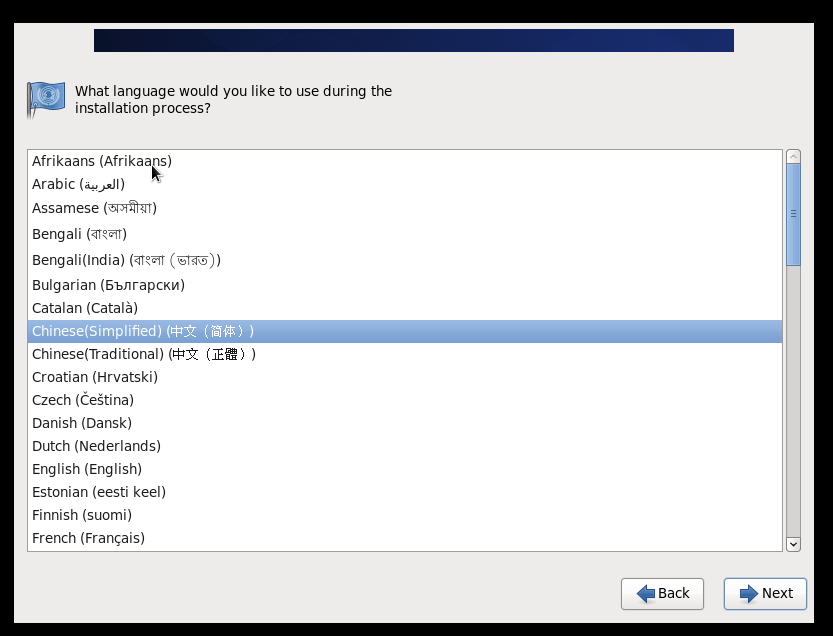 What language would you like to use during the
installation process?
Afrikaans (Afrikaans)
Arabic (العربية)
Assamese (অসমীয়া)
Bengali (বাংলা)
Bengali(India) (বাংলা (ভারত))
Bulgarian (Български)
Catalan (Català)
Chinese(Simplified) (中文（简体）)
Chinese(Traditional) (中文（正體）)
Croatian (Hrvatski)
Czech (Čeština)
Danish (Dansk)
Dutch (Nederlands)
English (English)
Estonian (eesti keel)
Finnish (suomi)
French (Français)
Back
Next